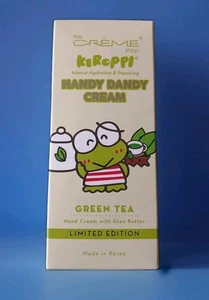 the
CRÈME
shop
KEROPPI
Intense Hydration & Repairing
HANDY DANDY
CREAM
GREEN TEA
Hand Cream with Shea Butter
LIMITED EDITION
Made in Korea